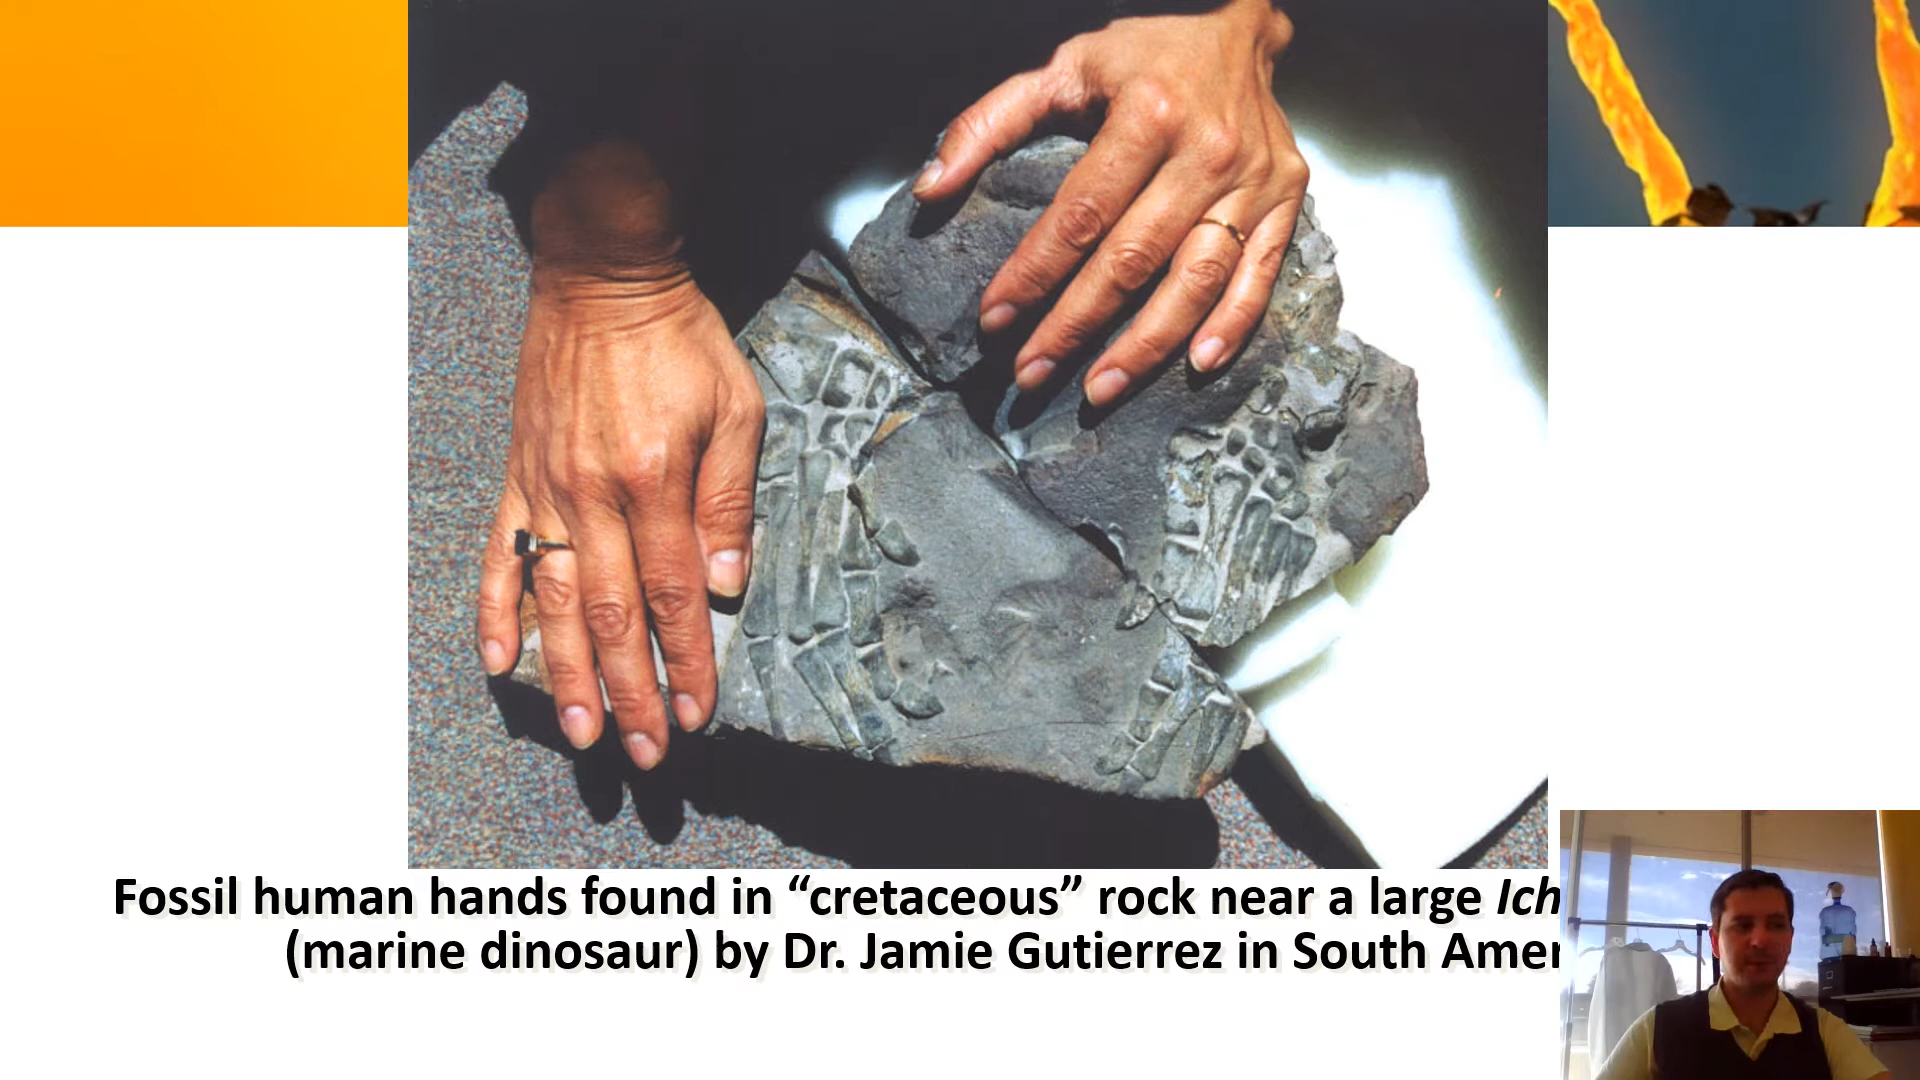 Fossil human hands found in “cretaceous” rock near a large Ich
(marine dinosaur) by Dr. Jamie Gutierrez in South Amer